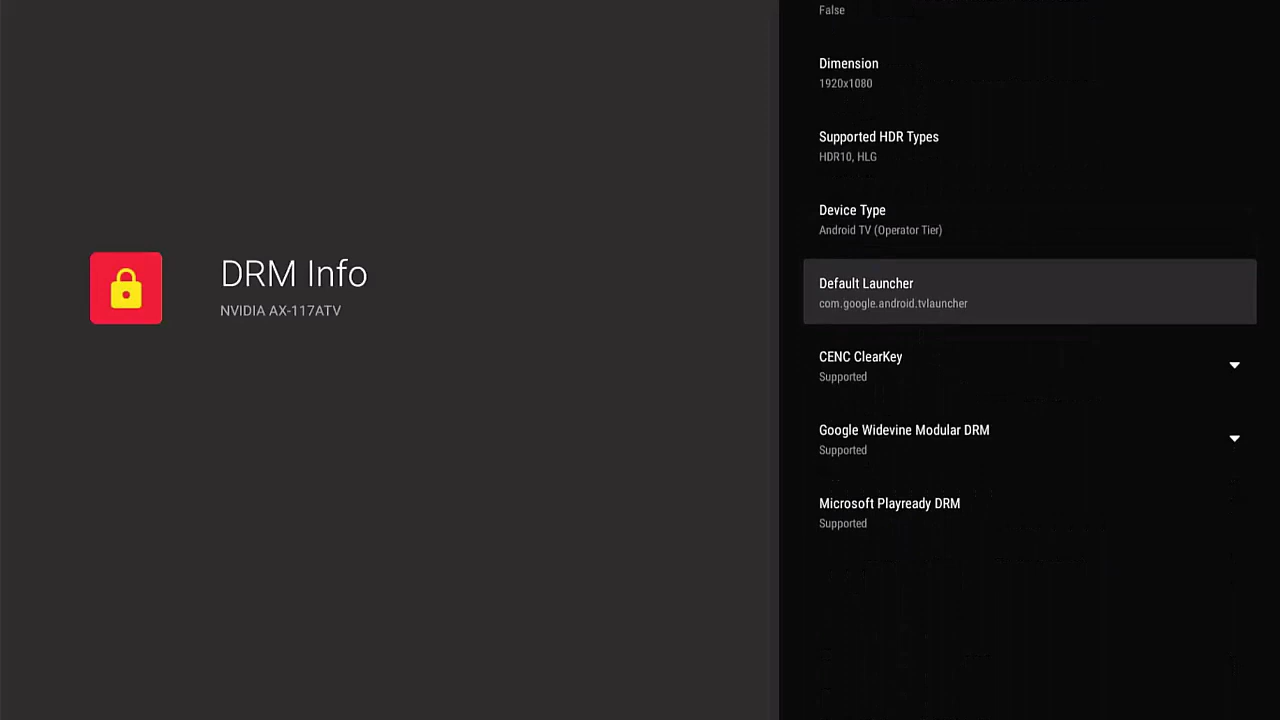 False
Dimension
1920x1080
Supported HDR Types
HDR10, HLG
Device Type
Android TV (Operator Tier)
DRM Info
NVIDIA AX-117ATV
Default Launcher
com.google.android.tvlauncher
CENC ClearKey
Supported
Google Widevine Modular DRM
Supported
Microsoft Playready DRM
Supported